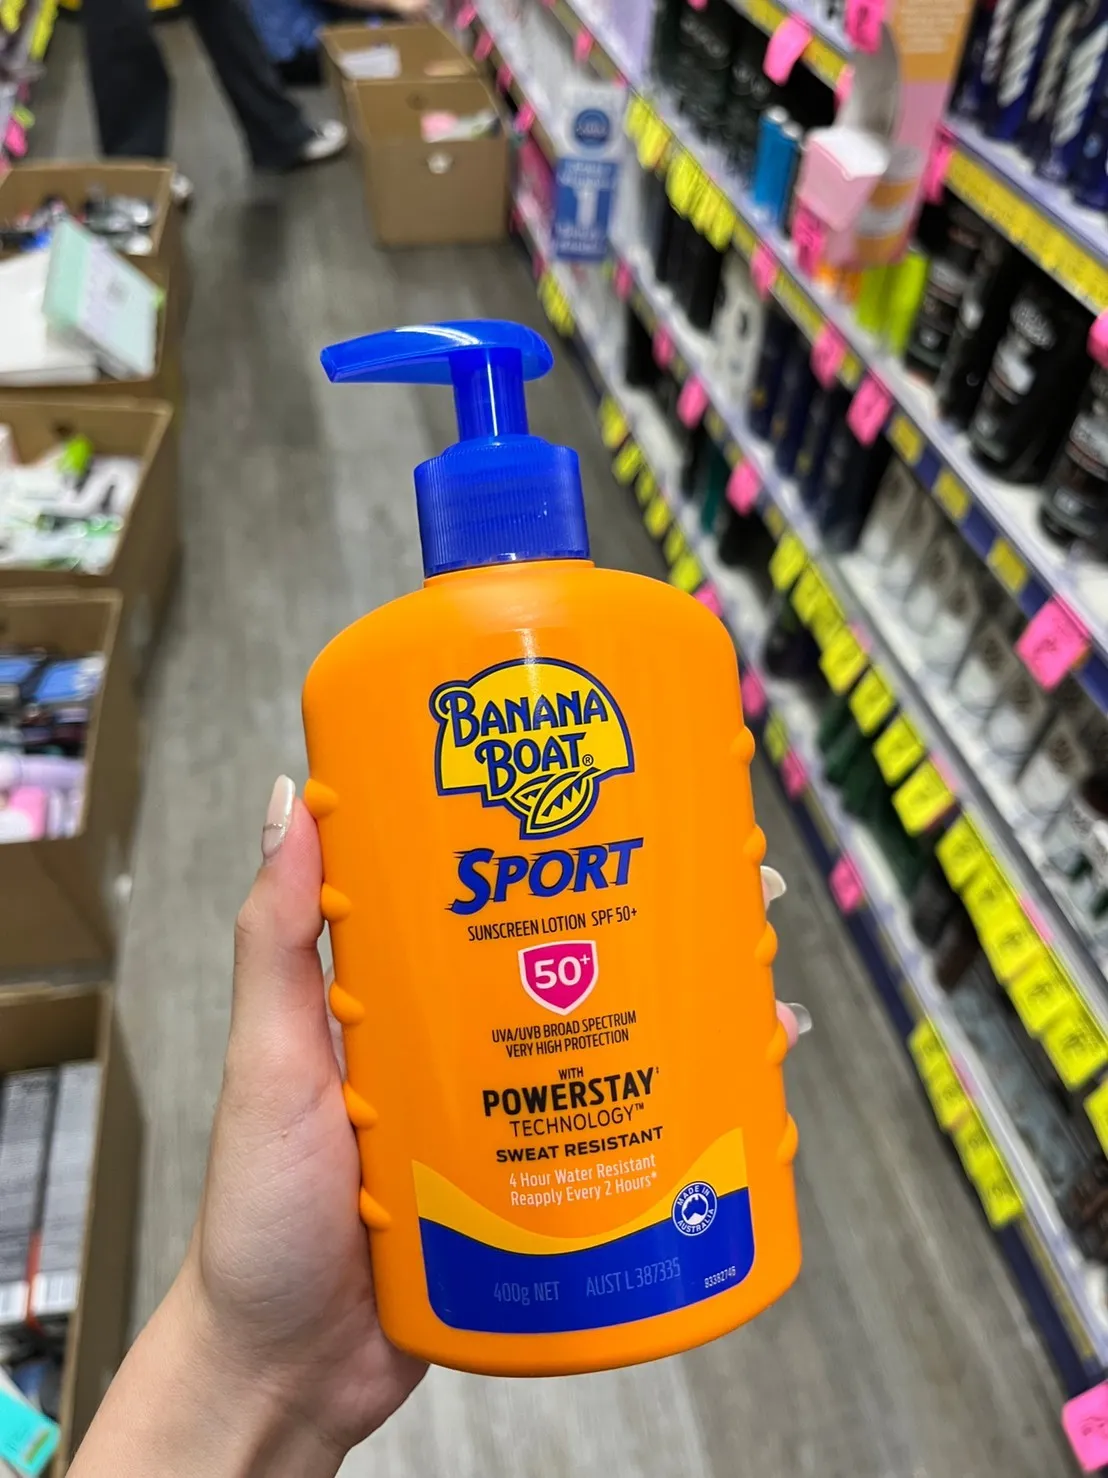 BANANA
BOAT®
SPORT
SUNSCREEN LOTION SPF 50+
50+
UVA/UVB BROAD SPECTRUM
VERY HIGH PROTECTION
WITH
POWERSTAY‡
TECHNOLOGY™
SWEAT RESISTANT
4 Hour Water Resistant
Reapply Every 2 Hours*
MADE IN
AUSTRALIA
400g NET AUST L 387335